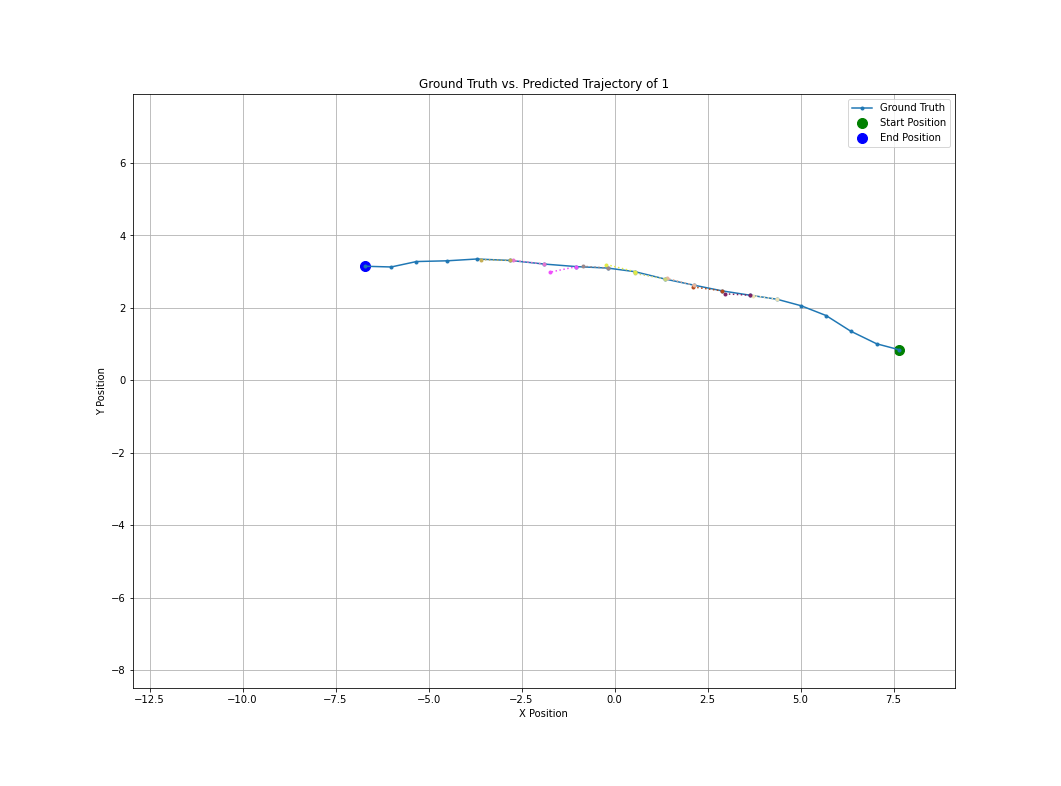 Ground Truth vs. Predicted Trajectory of 1
Ground Truth
Start Position
End Position
6
4
2
0
−2
−4
−6
−8
Y Position
−12.5 −10.0 −7.5 −5.0 −2.5 0.0 2.5 5.0 7.5
X Position